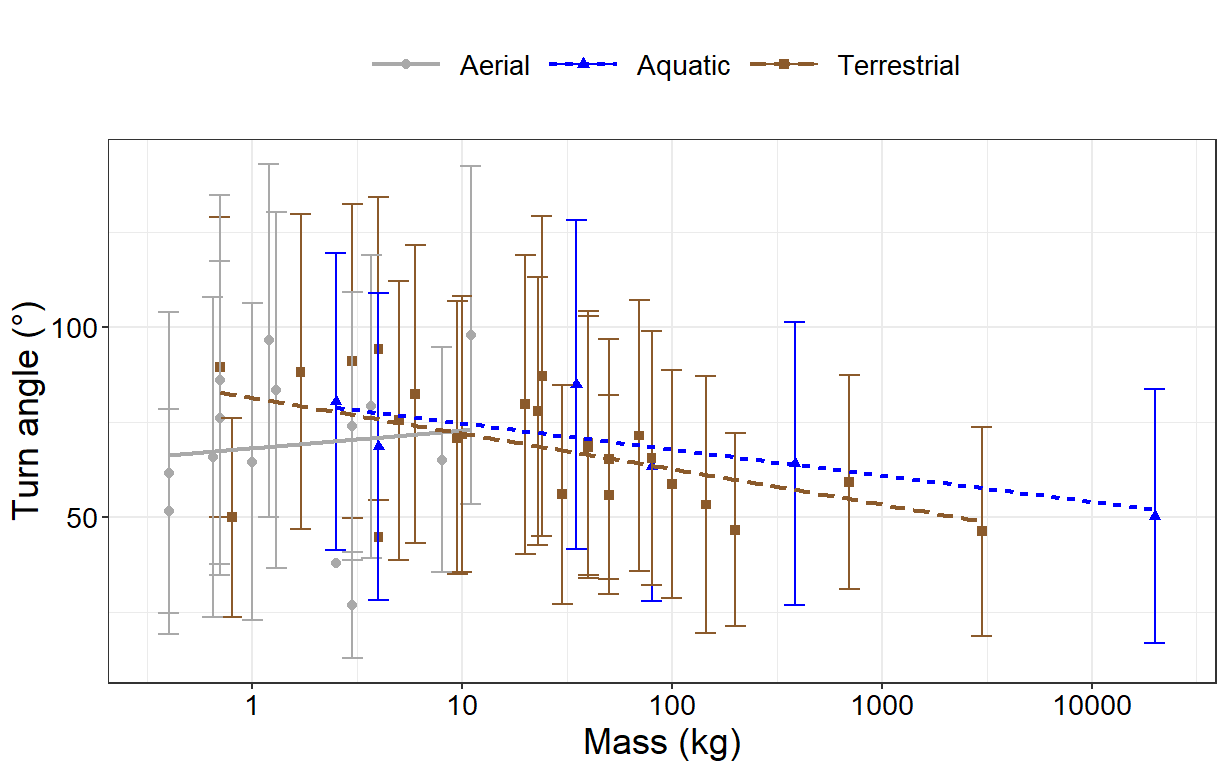 Aerial Aquatic Terrestrial
Turn angle (°)
100
50
1 10 100 1000 10000
Mass (kg)